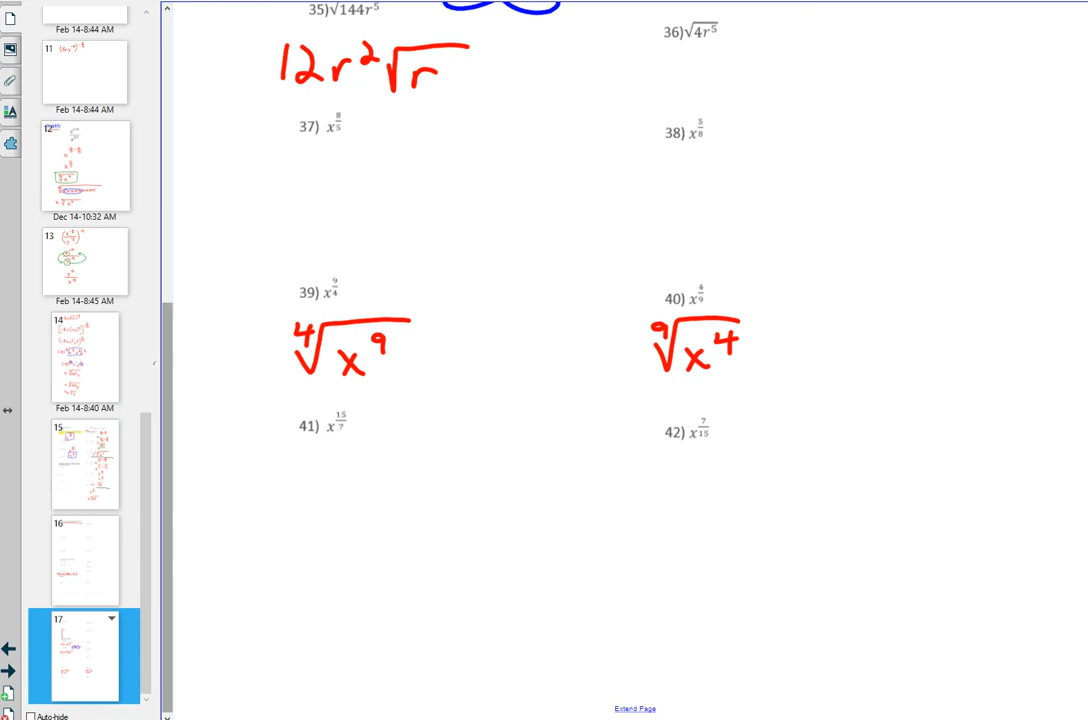 Feb 14-8:44 AM
11
Feb 14-8:44 AM
12
Dec 14-10:32 AM
13
Feb 14-8:45 AM
14
Feb 14-8:40 AM
15
16
17
Auto-hide
35)√144r⁵
36)√4r⁵
12r²√r
37) x^(8/5)
38) x^(5/8)
39) x^(9/4)
40) x^(4/9)
⁴√x⁹
⁹√x⁴
41) x^(15/7)
42) x^(7/15)
Extend Page